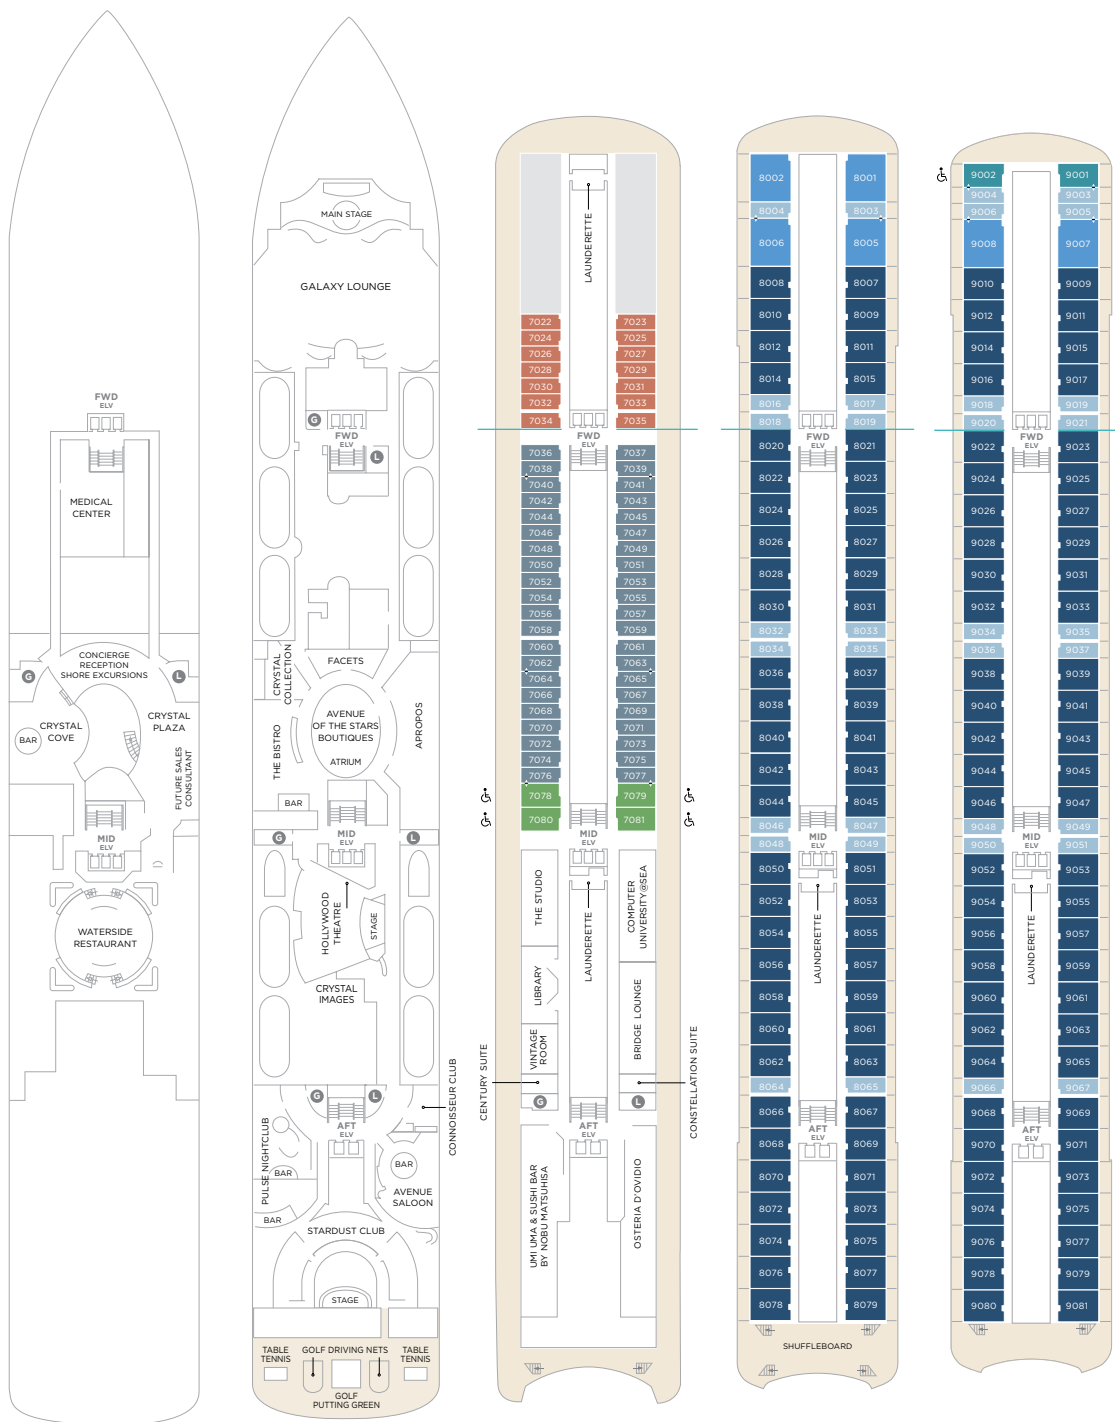 FWD
ELV
MEDICAL
CENTER
CONCIERGE
RECEPTION
SHORE EXCURSIONS
G
L
CRYSTAL
COVE
BAR
CRYSTAL
PLAZA
FUTURE SALES
CONSULTANT
MID
ELV
WATERSIDE
RESTAURANT
MAIN STAGE
GALAXY LOUNGE
G
FWD
ELV
L
CRYSTAL
COLLECTION
FACETS
THE BISTRO
AVENUE
OF THE STARS
BOUTIQUES
ATRIUM
APROPOS
BAR
G
MID
ELV
L
HOLLYWOOD
THEATRE
STAGE
CRYSTAL
IMAGES
G
L
AFT
ELV
CONNOISSEUR CLUB
PULSE NIGHTCLUB
BAR
BAR
BAR
AVENUE
SALOON
STARDUST CLUB
STAGE
TABLE
TENNIS
GOLF DRIVING NETS
TABLE
TENNIS
GOLF
PUTTING GREEN
LAUNDERETTE
7022 7023
7024 7025
7026 7027
7028 7029
7030 7031
7032 7033
7034 7035
FWD
ELV
7036 7037
7038 7039
7040 7041
7042 7043
7044 7045
7046 7047
7048 7049
7050 7051
7052 7053
7054 7055
7056 7057
7058 7059
7060 7061
7062 7063
7064 7065
7066 7067
7068 7069
7070 7071
7072 7073
7074 7075
7076 7077
7078 7079
7080 7081
MID
ELV
THE STUDIO
COMPUTER
UNIVERSITY@SEA
LAUNDERETTE
LIBRARY
BRIDGE LOUNGE
VINTAGE
ROOM
CENTURY SUITE
CONSTELLATION SUITE
G
L
AFT
ELV
UMI UMA & SUSHI BAR
BY NOBU MATSUHISA
OSTERIA D'OVIDIO
8002 8001
8004 8003
8006 8005
8008 8007
8010 8009
8012 8011
8014 8015
8016 8017
8018 8019
FWD
ELV
8020 8021
8022 8023
8024 8025
8026 8027
8028 8029
8030 8031
8032 8033
8034 8035
8036 8037
8038 8039
8040 8041
8042 8043
8044 8045
8046 8047
MID
ELV
8048 8049
8050 8051
8052 8053
LAUNDERETTE
8054 8055
8056 8057
8058 8059
8060 8061
8062 8063
8064 8065
8066 8067
AFT
ELV
8068 8069
8070 8071
8072 8073
8074 8075
8076 8077
8078 8079
SHUFFLEBOARD
9002 9001
9004 9003
9006 9005
9008 9007
9010 9009
9012 9011
9014 9015
9016 9017
9018 9019
9020 9021
FWD
ELV
9022 9023
9024 9025
9026 9027
9028 9029
9030 9031
9032 9033
9034 9035
9036 9037
9038 9039
9040 9041
9042 9043
9044 9045
9046 9047
9048 9049
MID
ELV
9050 9051
9052 9053
9054 9055
LAUNDERETTE
9056 9057
9058 9059
9060 9061
9062 9063
9064 9065
9066 9067
9068 9069
AFT
ELV
9070 9071
9072 9073
9074 9075
9076 9077
9078 9079
9080 9081